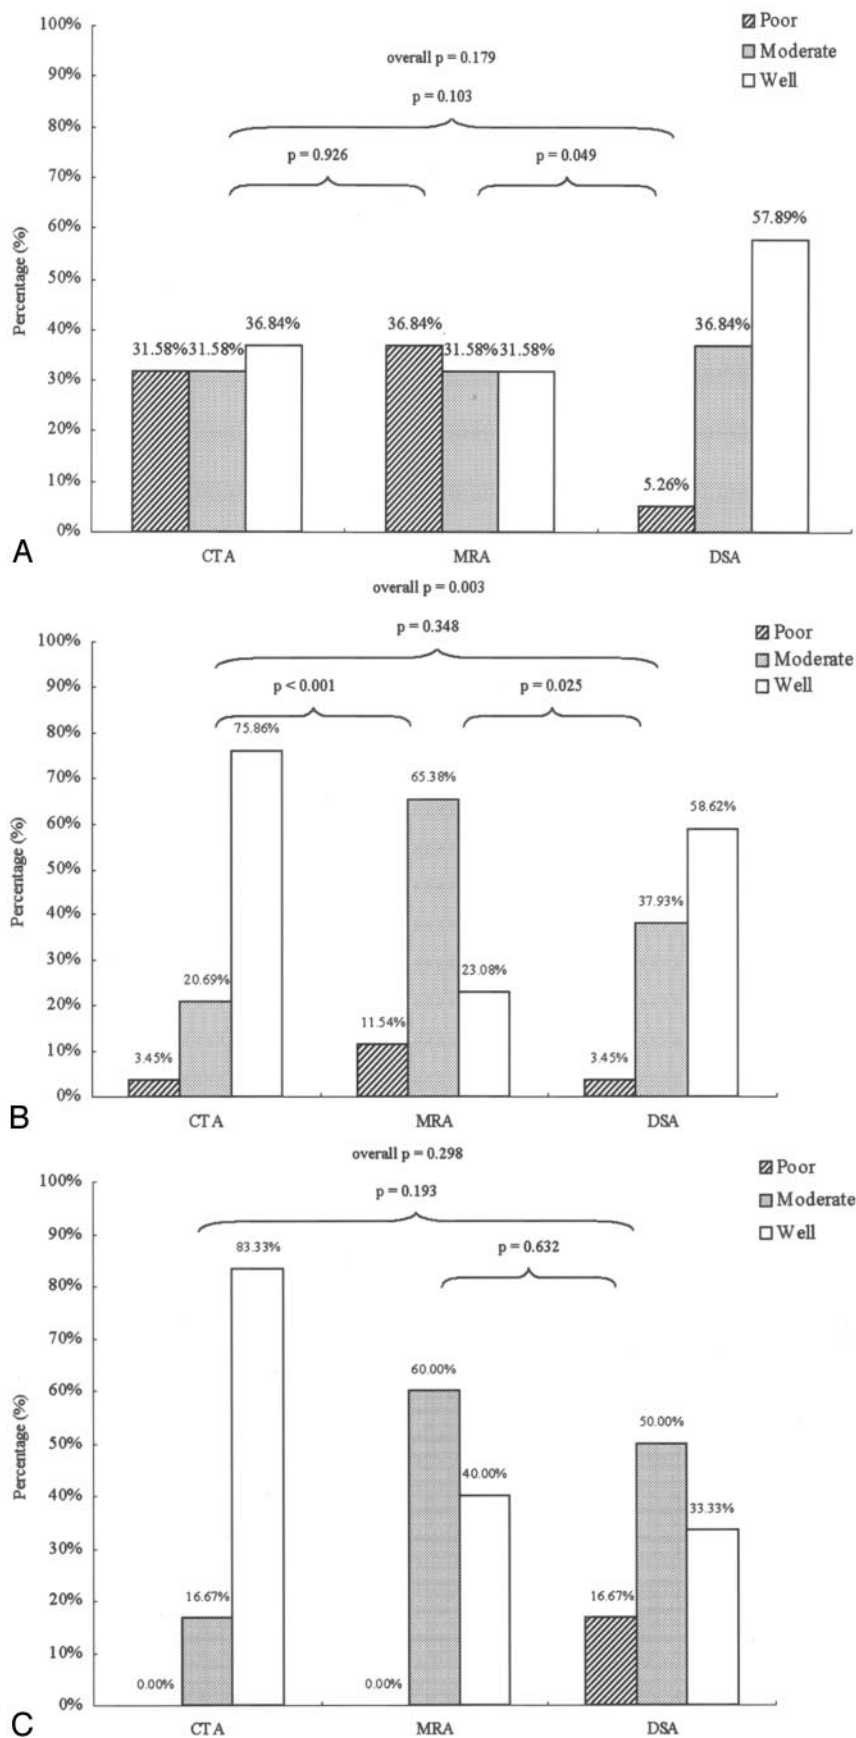 100%
90%
80%
70%
60%
50%
40%
30%
20%
10%
0%
Percentage (%)
overall p = 0.179
p = 0.103
p = 0.926
p = 0.049
Poor
Moderate
Well
31.58% 31.58% 36.84%
36.84% 31.58% 31.58%
5.26% 36.84% 57.89%
CTA MRA DSA
A
overall p = 0.003
p = 0.348
p < 0.001
p = 0.025
Poor
Moderate
Well
100%
90%
80%
70%
60%
50%
40%
30%
20%
10%
0%
Percentage (%)
3.45% 20.69% 75.86%
11.54% 65.38% 23.08%
3.45% 37.93% 58.62%
CTA MRA DSA
B
overall p = 0.298
p = 0.193
p = 0.632
Poor
Moderate
Well
100%
90%
80%
70%
60%
50%
40%
30%
20%
10%
0%
Percentage (%)
0.00% 16.67% 83.33%
0.00% 60.00% 40.00%
16.67% 50.00% 33.33%
CTA MRA DSA
C